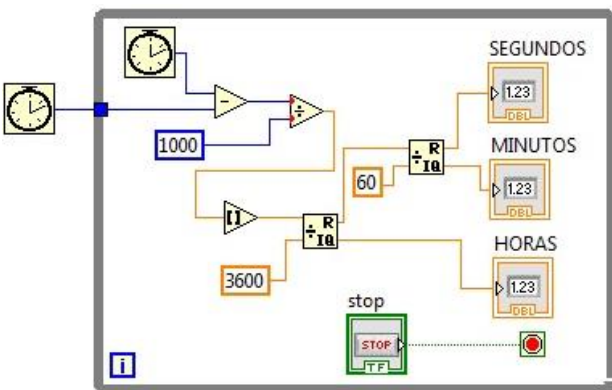 SEGUNDOS
1.23
DBL
1000
R
IQ
60
MINUTOS
1.23
DBL
[]
R
IQ
3600
HORAS
1.23
DBL
stop
STOP
TF
i